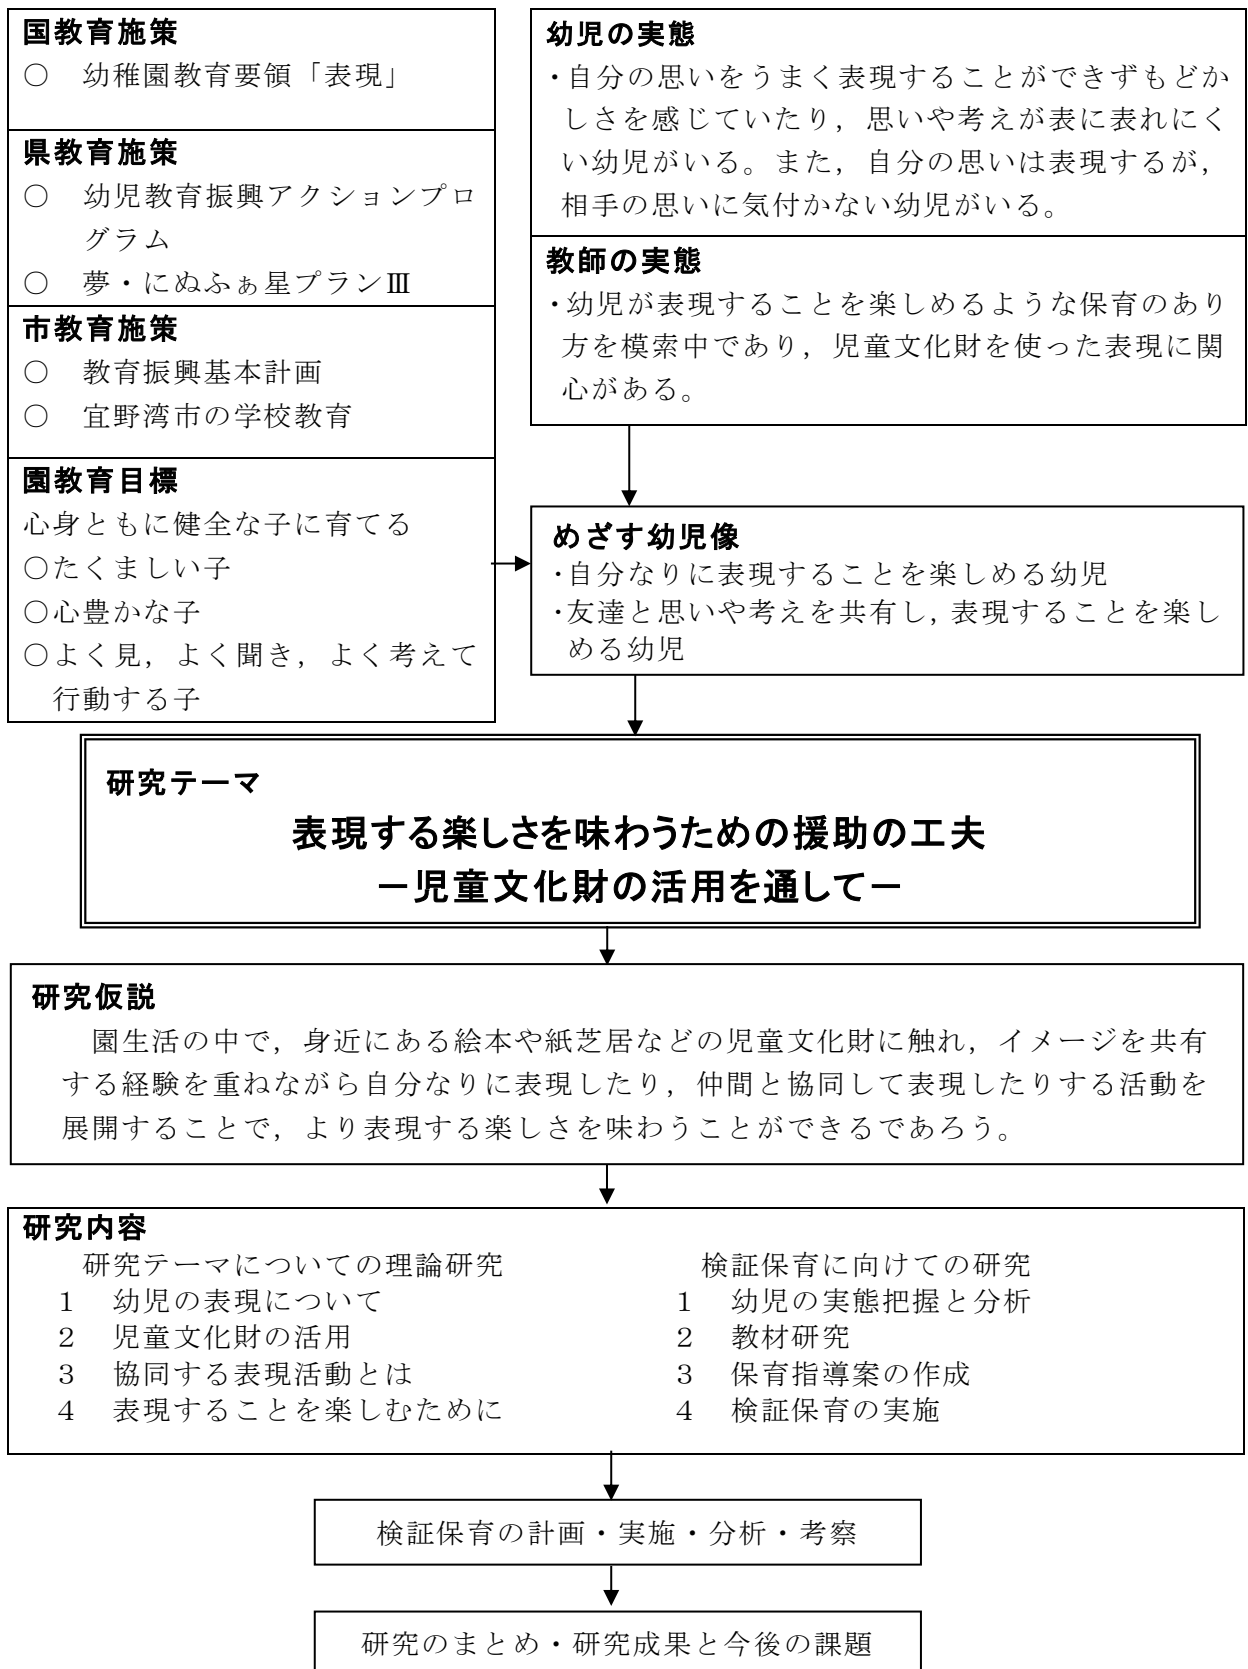 国教育施策
○　幼稚園教育要領「表現」
県教育施策
○　幼児教育振興アクションプロ
グラム
○　夢・にぬふぁ星プランⅢ
市教育施策
○　教育振興基本計画
○　宜野湾市の学校教育
園教育目標
心身ともに健全な子に育てる
○たくましい子
○心豊かな子
○よく見，よく聞き，よく考えて
行動する子
幼児の実態
・自分の思いをうまく表現することができずもどか
しさを感じていたり，思いや考えが表に表れにく
い幼児がいる。また，自分の思いは表現するが，
相手の思いに気付かない幼児がいる。
教師の実態
・幼児が表現することを楽しめるような保育のあり
方を模索中であり，児童文化財を使った表現に関
心がある。
めざす幼児像
・自分なりに表現することを楽しめる幼児
・友達と思いや考えを共有し，表現することを楽し
める幼児
研究テーマ
表現する楽しさを味わうための援助の工夫
－児童文化財の活用を通して－
研究仮説
園生活の中で，身近にある絵本や紙芝居などの児童文化財に触れ，イメージを共有
する経験を重ねながら自分なりに表現したり，仲間と協同して表現したりする活動を
展開することで，より表現する楽しさを味わうことができるであろう。
研究内容
研究テーマについての理論研究
1　幼児の表現について
2　児童文化財の活用
3　協同する表現活動とは
4　表現することを楽しむために
検証保育に向けての研究
1　幼児の実態把握と分析
2　教材研究
3　保育指導案の作成
4　検証保育の実施
検証保育の計画・実施・分析・考察
研究のまとめ・研究成果と今後の課題